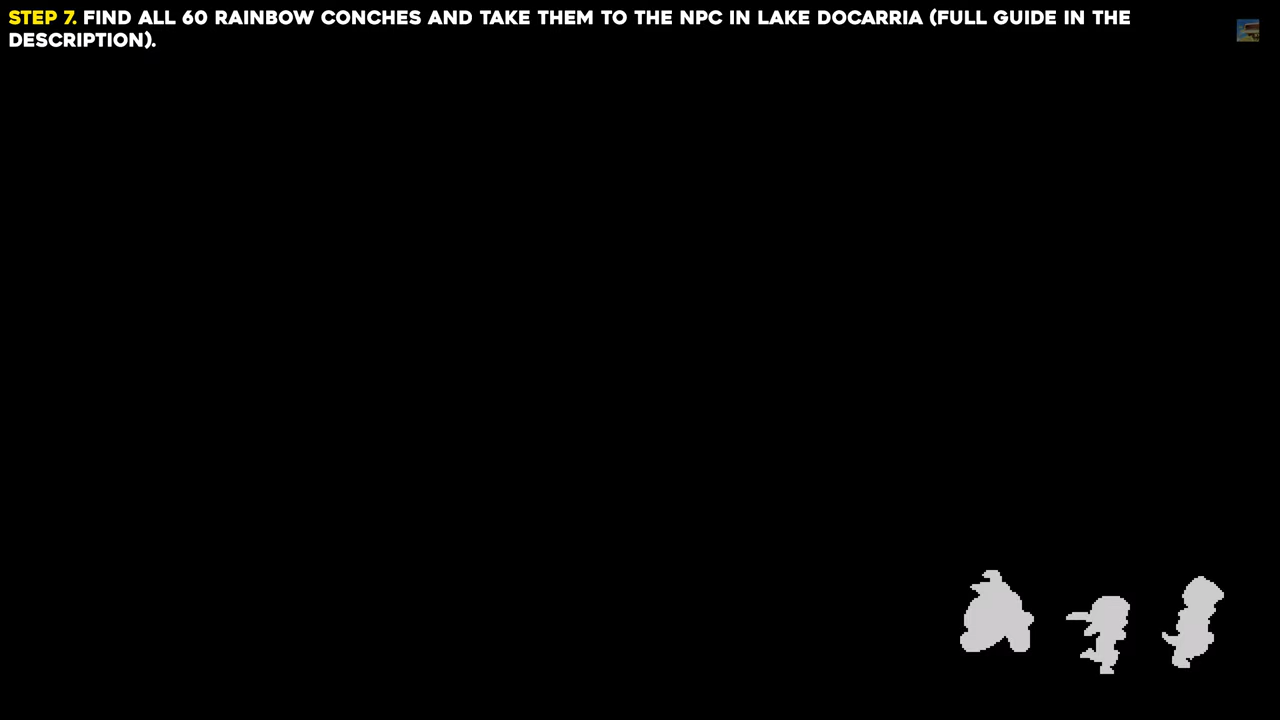 STEP 7. FIND ALL 60 RAINBOW CONCHES AND TAKE THEM TO THE NPC IN LAKE DOCARRIA (FULL GUIDE IN THE
DESCRIPTION).